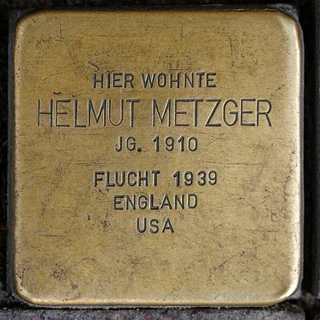 HIER WOHNTE
HELMUT METZGER
JG. 1910
FLUCHT 1939
ENGLAND
USA